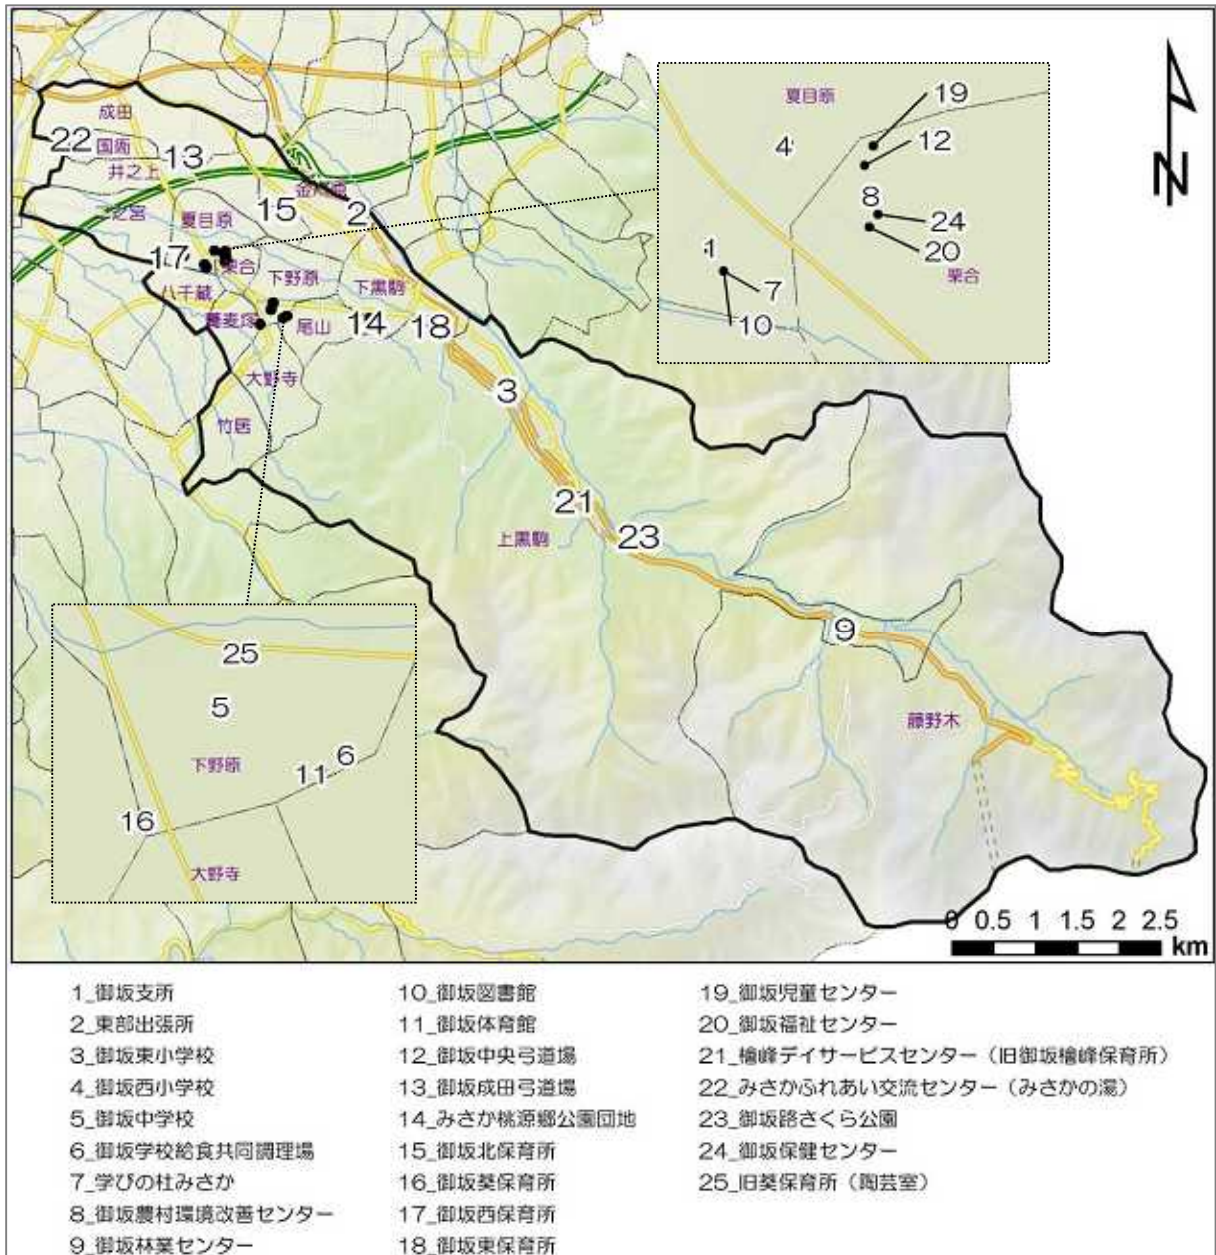 成田
22
国衙
13
井之上
金川原
一之宮
夏目原
15
2
17
栗合
八千蔵
下野原
下黒駒
蕎麦塚
尾山
14
18
大野寺
竹居
3
21
上黒駒
23
9
藤野木
夏目原
19
4
12
8
24
20
1
7
10
栗合
N
25
5
下野原
6
11
16
大野寺
0 0.5 1 1.5 2 2.5
km
1_御坂支所
2_東部出張所
3_御坂東小学校
4_御坂西小学校
5_御坂中学校
6_御坂学校給食共同調理場
7_学びの杜みさか
8_御坂農村環境改善センター
9_御坂林業センター
10_御坂図書館
11_御坂体育館
12_御坂中央弓道場
13_御坂成田弓道場
14_みさか桃源郷公園団地
15_御坂北保育所
16_御坂葵保育所
17_御坂西保育所
18_御坂東保育所
19_御坂児童センター
20_御坂福祉センター
21_檜峰デイサービスセンター（旧御坂檜峰保育所）
22_みさかふれあい交流センター（みさかの湯）
23_御坂路さくら公園
24_御坂保健センター
25_旧葵保育所（陶芸室）